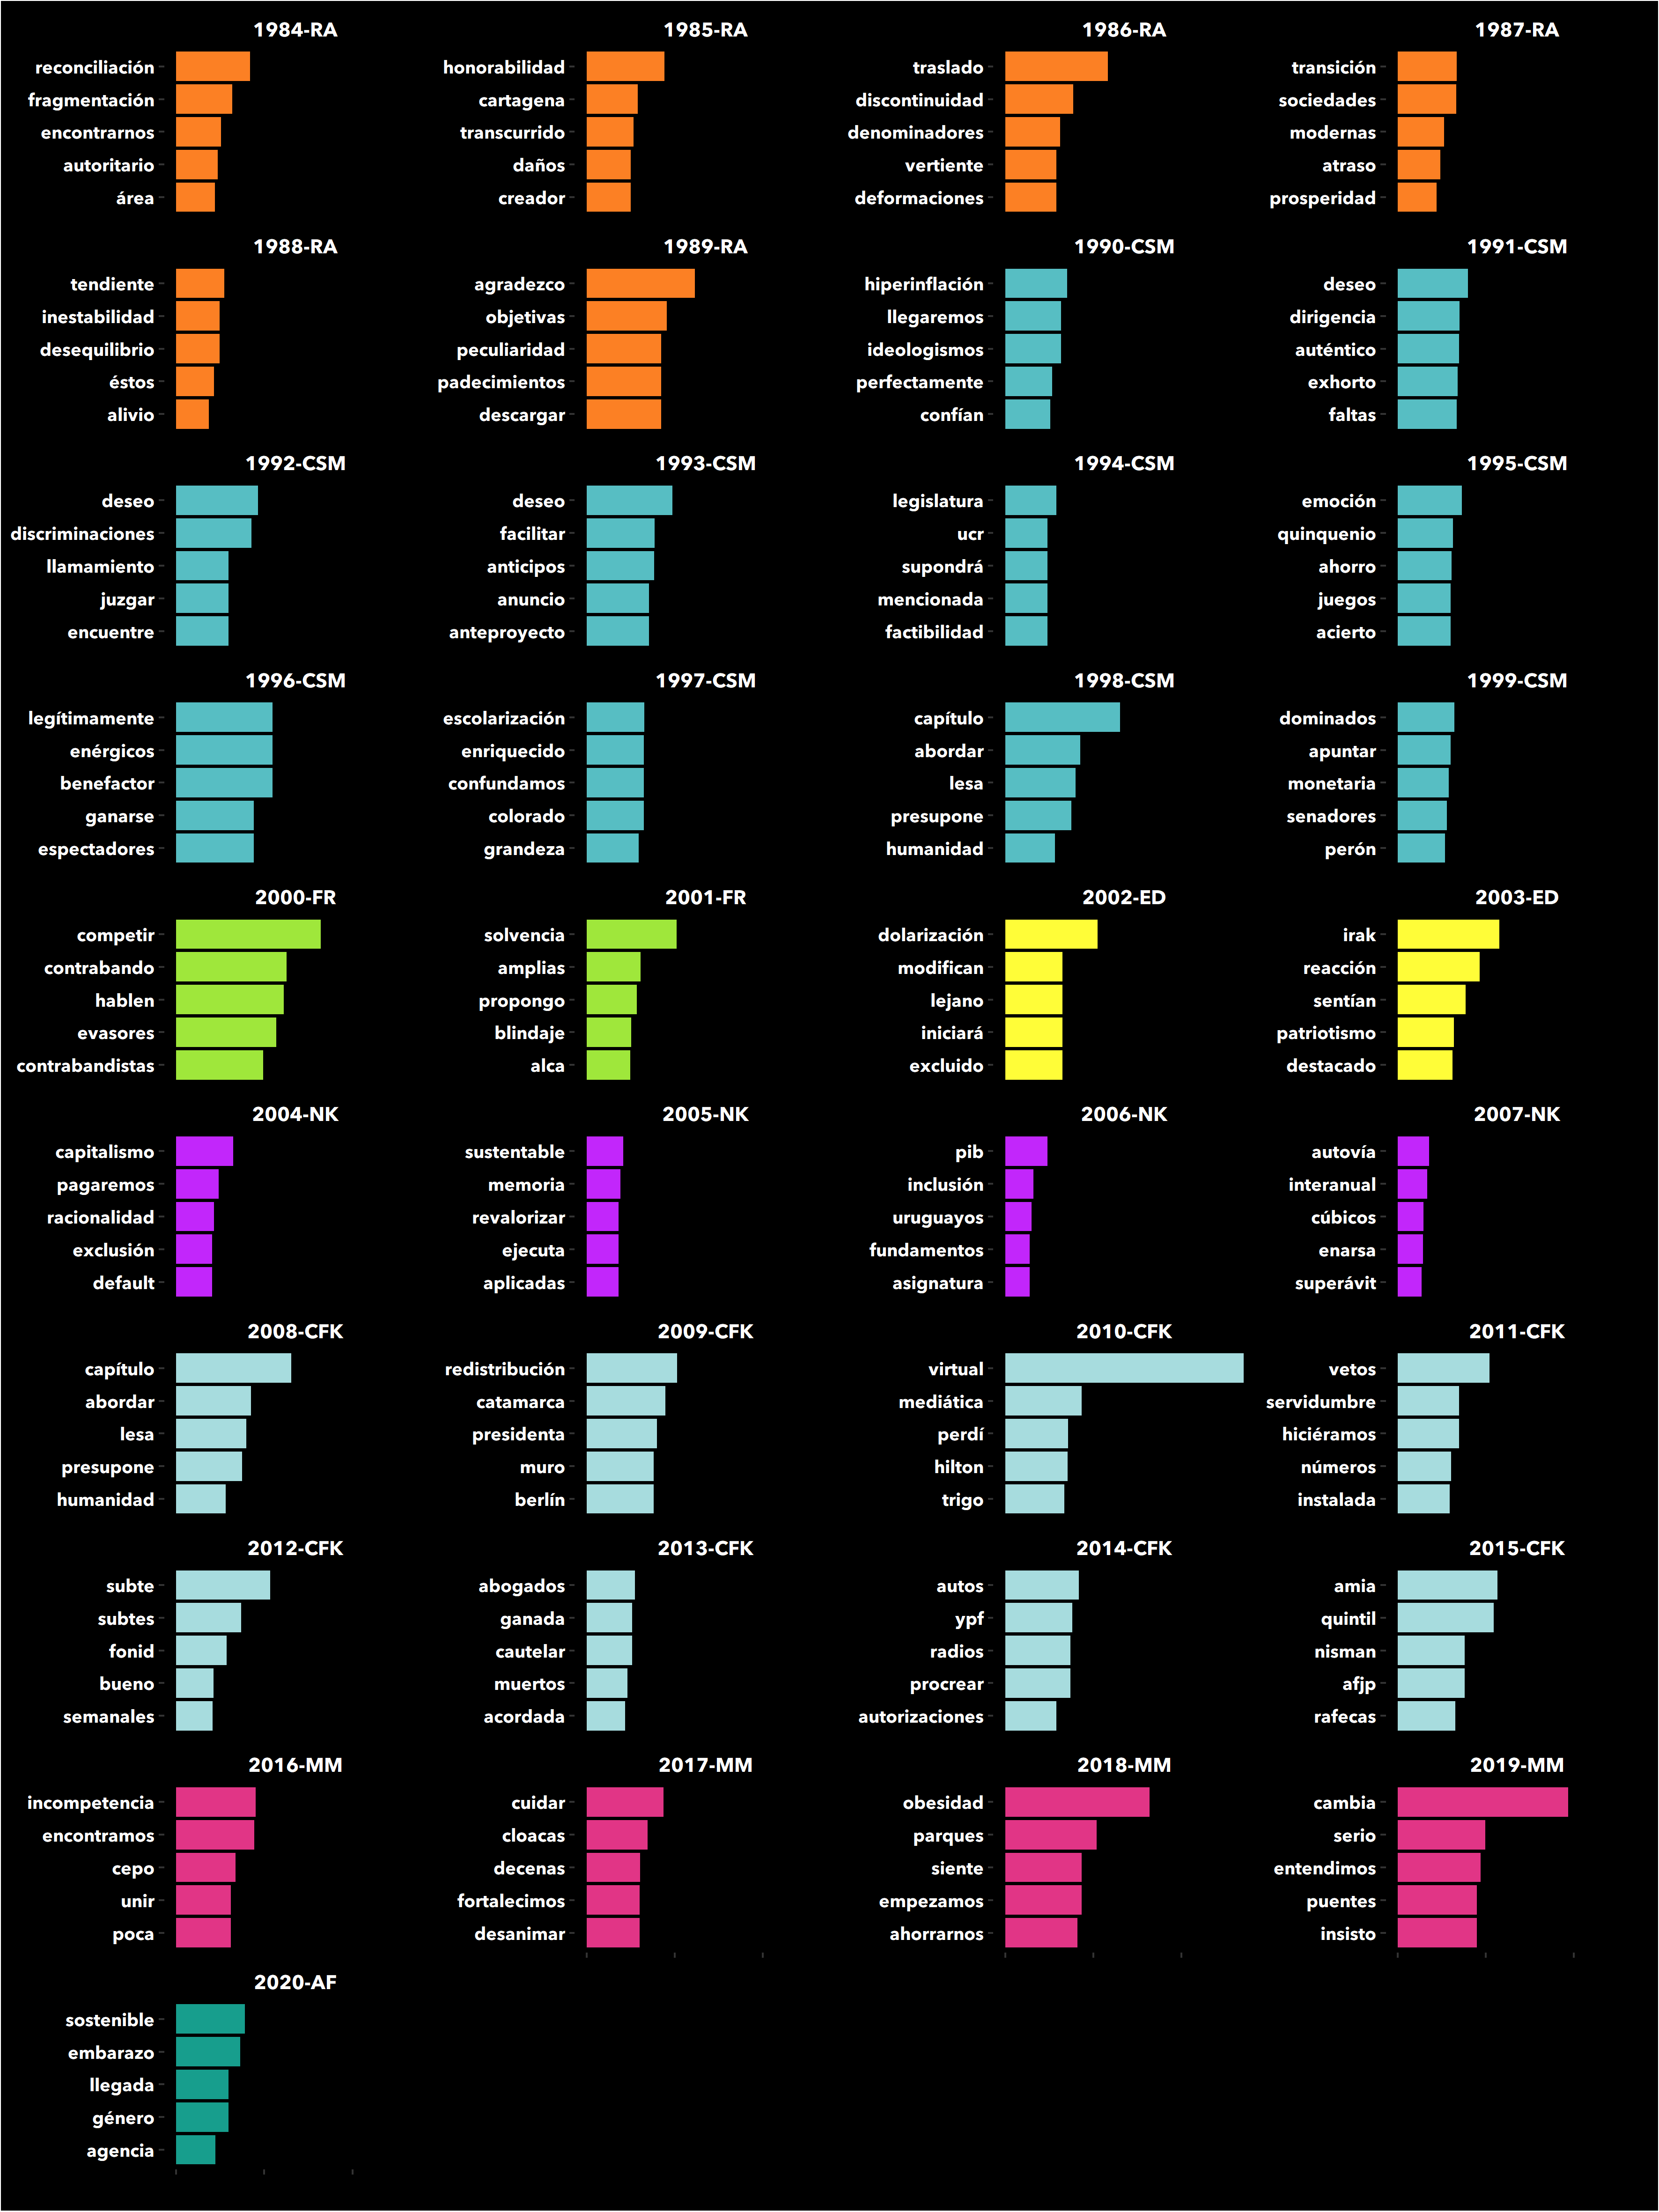 1984-RA
reconciliación
fragmentación
encontrarnos
autoritario
área
1985-RA
honorabilidad
cartagena
transcurrido
daños
creador
1986-RA
traslado
discontinuidad
denominadores
vertiente
deformaciones
1987-RA
transición
sociedades
modernas
atraso
prosperidad
1988-RA
tendiente
inestabilidad
desequilibrio
éstos
alivio
1989-RA
agradezco
objetivas
peculiaridad
padecimientos
descargar
1990-CSM
hiperinflación
llegaremos
ideologismos
perfectamente
confían
1991-CSM
deseo
dirigencia
auténtico
exhorto
faltas
1992-CSM
deseo
discriminaciones
llamamiento
juzgar
encuentre
1993-CSM
deseo
facilitar
anticipos
anuncio
anteproyecto
1994-CSM
legislatura
ucr
supondrá
mencionada
factibilidad
1995-CSM
emoción
quinquenio
ahorro
juegos
acierto
1996-CSM
legítimamente
enérgicos
benefactor
ganarse
espectadores
1997-CSM
escolarización
enriquecido
confundamos
colorado
grandeza
1998-CSM
capítulo
abordar
lesa
presupone
humanidad
1999-CSM
dominados
apuntar
monetaria
senadores
perón
2000-FR
competir
contrabando
hablen
evasores
contrabandistas
2001-FR
solvencia
amplias
propongo
blindaje
alca
2002-ED
dolarización
modifican
lejano
iniciará
excluido
2003-ED
irak
reacción
sentían
patriotismo
destacado
2004-NK
capitalismo
pagaremos
racionalidad
exclusión
default
2005-NK
sustentable
memoria
revalorizar
ejecuta
aplicadas
2006-NK
pib
inclusión
uruguayos
fundamentos
asignatura
2007-NK
autovía
interanual
cúbicos
enarsa
superávit
2008-CFK
capítulo
abordar
lesa
presupone
humanidad
2009-CFK
redistribución
catamarca
presidenta
muro
berlín
2010-CFK
virtual
mediática
perdí
hilton
trigo
2011-CFK
vetos
servidumbre
hiciéramos
números
instalada
2012-CFK
subte
subtes
fonid
bueno
semanales
2013-CFK
abogados
ganada
cautelar
muertos
acordada
2014-CFK
autos
ypf
radios
procrear
autorizaciones
2015-CFK
amia
quintil
nisman
afjp
rafecas
2016-MM
incompetencia
encontramos
cepo
unir
poca
2017-MM
cuidar
cloacas
decenas
fortalecimos
desanimar
2018-MM
obesidad
parques
siente
empezamos
ahorrarnos
2019-MM
cambia
serio
entendimos
puentes
insisto
2020-AF
sostenible
embarazo
llegada
género
agencia